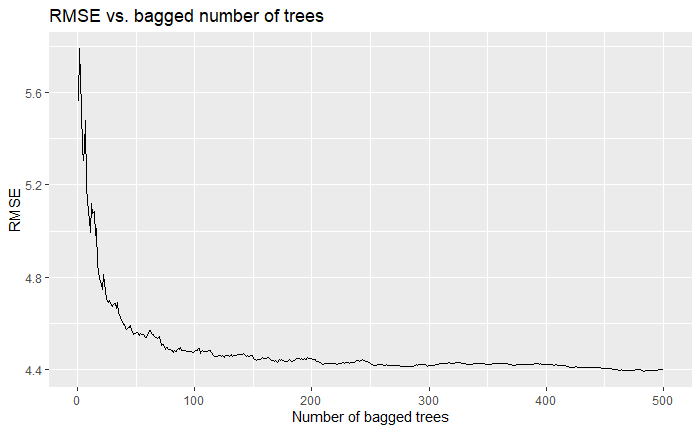 RMSE vs. bagged number of trees
RMSE
5.6
5.2
4.8
4.4
0 100 200 300 400 500
Number of bagged trees